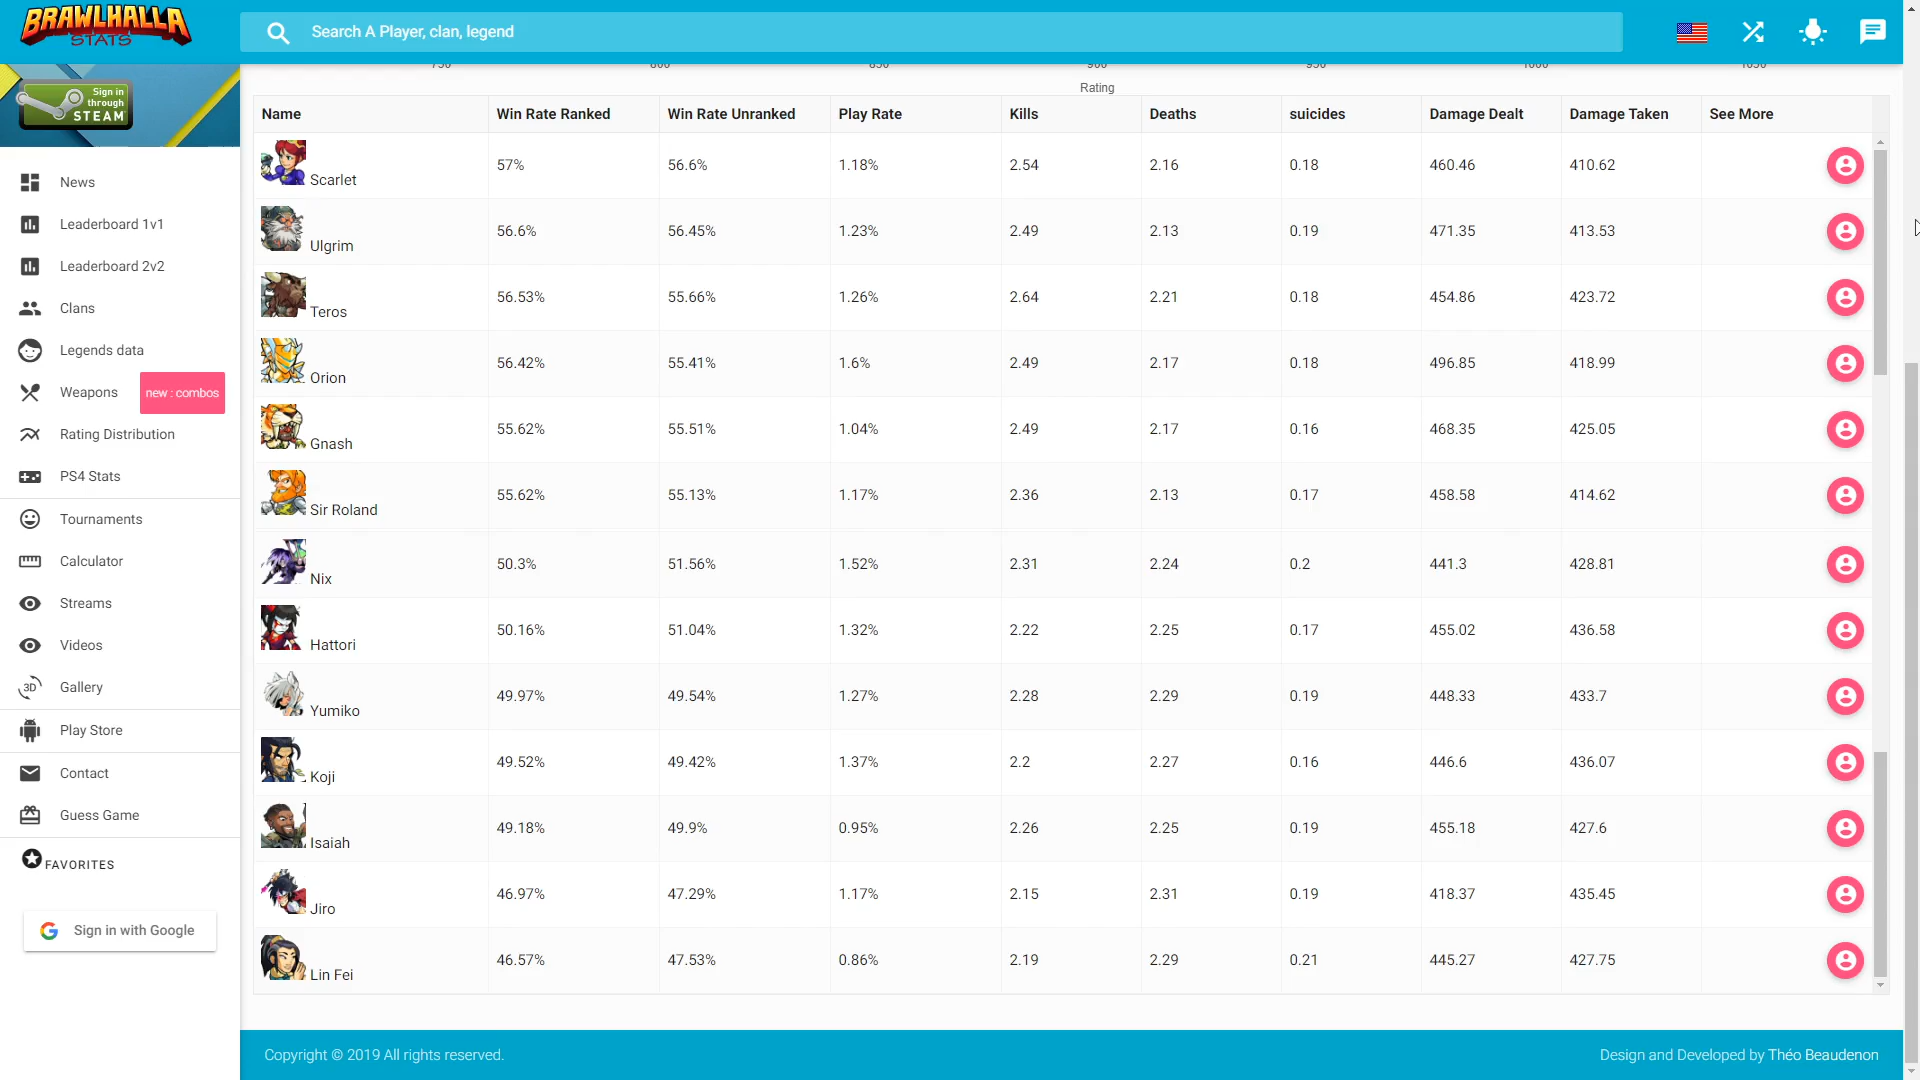 BRAWLHALLA
STATS
Search A Player, clan, legend
Sign in
through
STEAM
750 800 850 900 950 1000 1050
Rating
Name Win Rate Ranked Win Rate Unranked Play Rate Kills Deaths suicides Damage Dealt Damage Taken See More
Scarlet 57% 56.6% 1.18% 2.54 2.16 0.18 460.46 410.62
Ulgrim 56.6% 56.45% 1.23% 2.49 2.13 0.19 471.35 413.53
Teros 56.53% 55.66% 1.26% 2.64 2.21 0.18 454.86 423.72
Orion 56.42% 55.41% 1.6% 2.49 2.17 0.18 496.85 418.99
Gnash 55.62% 55.51% 1.04% 2.49 2.17 0.16 468.35 425.05
Sir Roland 55.62% 55.13% 1.17% 2.36 2.13 0.17 458.58 414.62
Nix 50.3% 51.56% 1.52% 2.31 2.24 0.2 441.3 428.81
Hattori 50.16% 51.04% 1.32% 2.22 2.25 0.17 455.02 436.58
Yumiko 49.97% 49.54% 1.27% 2.28 2.29 0.19 448.33 433.7
Koji 49.52% 49.42% 1.37% 2.2 2.27 0.16 446.6 436.07
Isaiah 49.18% 49.9% 0.95% 2.26 2.25 0.19 455.18 427.6
Jiro 46.97% 47.29% 1.17% 2.15 2.31 0.19 418.37 435.45
Lin Fei 46.57% 47.53% 0.86% 2.19 2.29 0.21 445.27 427.75
News
Leaderboard 1v1
Leaderboard 2v2
Clans
Legends data
Weapons new : combos
Rating Distribution
PS4 Stats
Tournaments
Calculator
Streams
Videos
3D Gallery
Play Store
Contact
Guess Game
FAVORITES
Sign in with Google
Copyright © 2019 All rights reserved.
Design and Developed by Théo Beaudenon